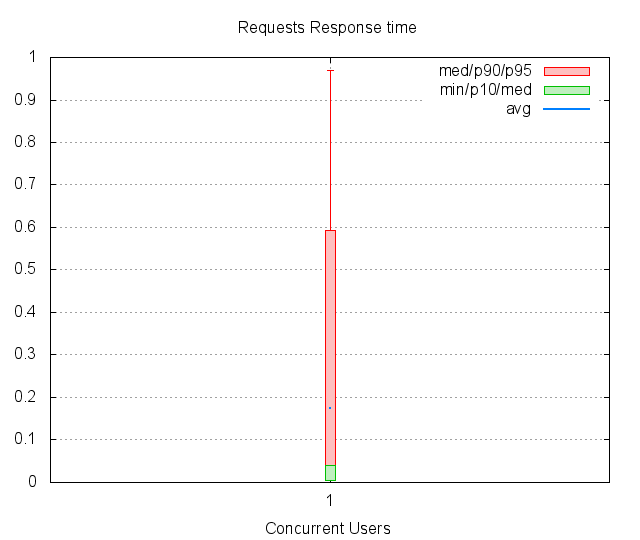 Requests Response time
1
0.9
0.8
0.7
0.6
0.5
0.4
0.3
0.2
0.1
0
med/p90/p95
min/p10/med
avg
1
Concurrent Users